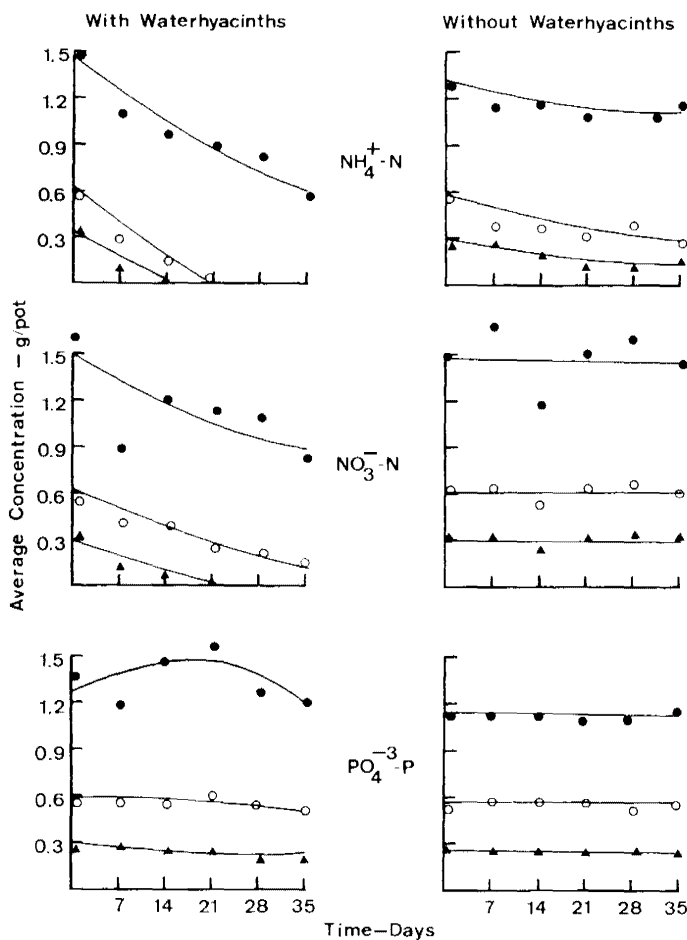 With Waterhyacinths
Without Waterhyacinths
1.5
1.2
0.9
0.6
0.3
NH4+-N
1.5
1.2
0.9
0.6
0.3
NO3−-N
1.5
1.2
0.9
0.6
0.3
PO4−3-P
Average Concentration – g/pot
7 14 21 28 35
7 14 21 28 35
Time–Days